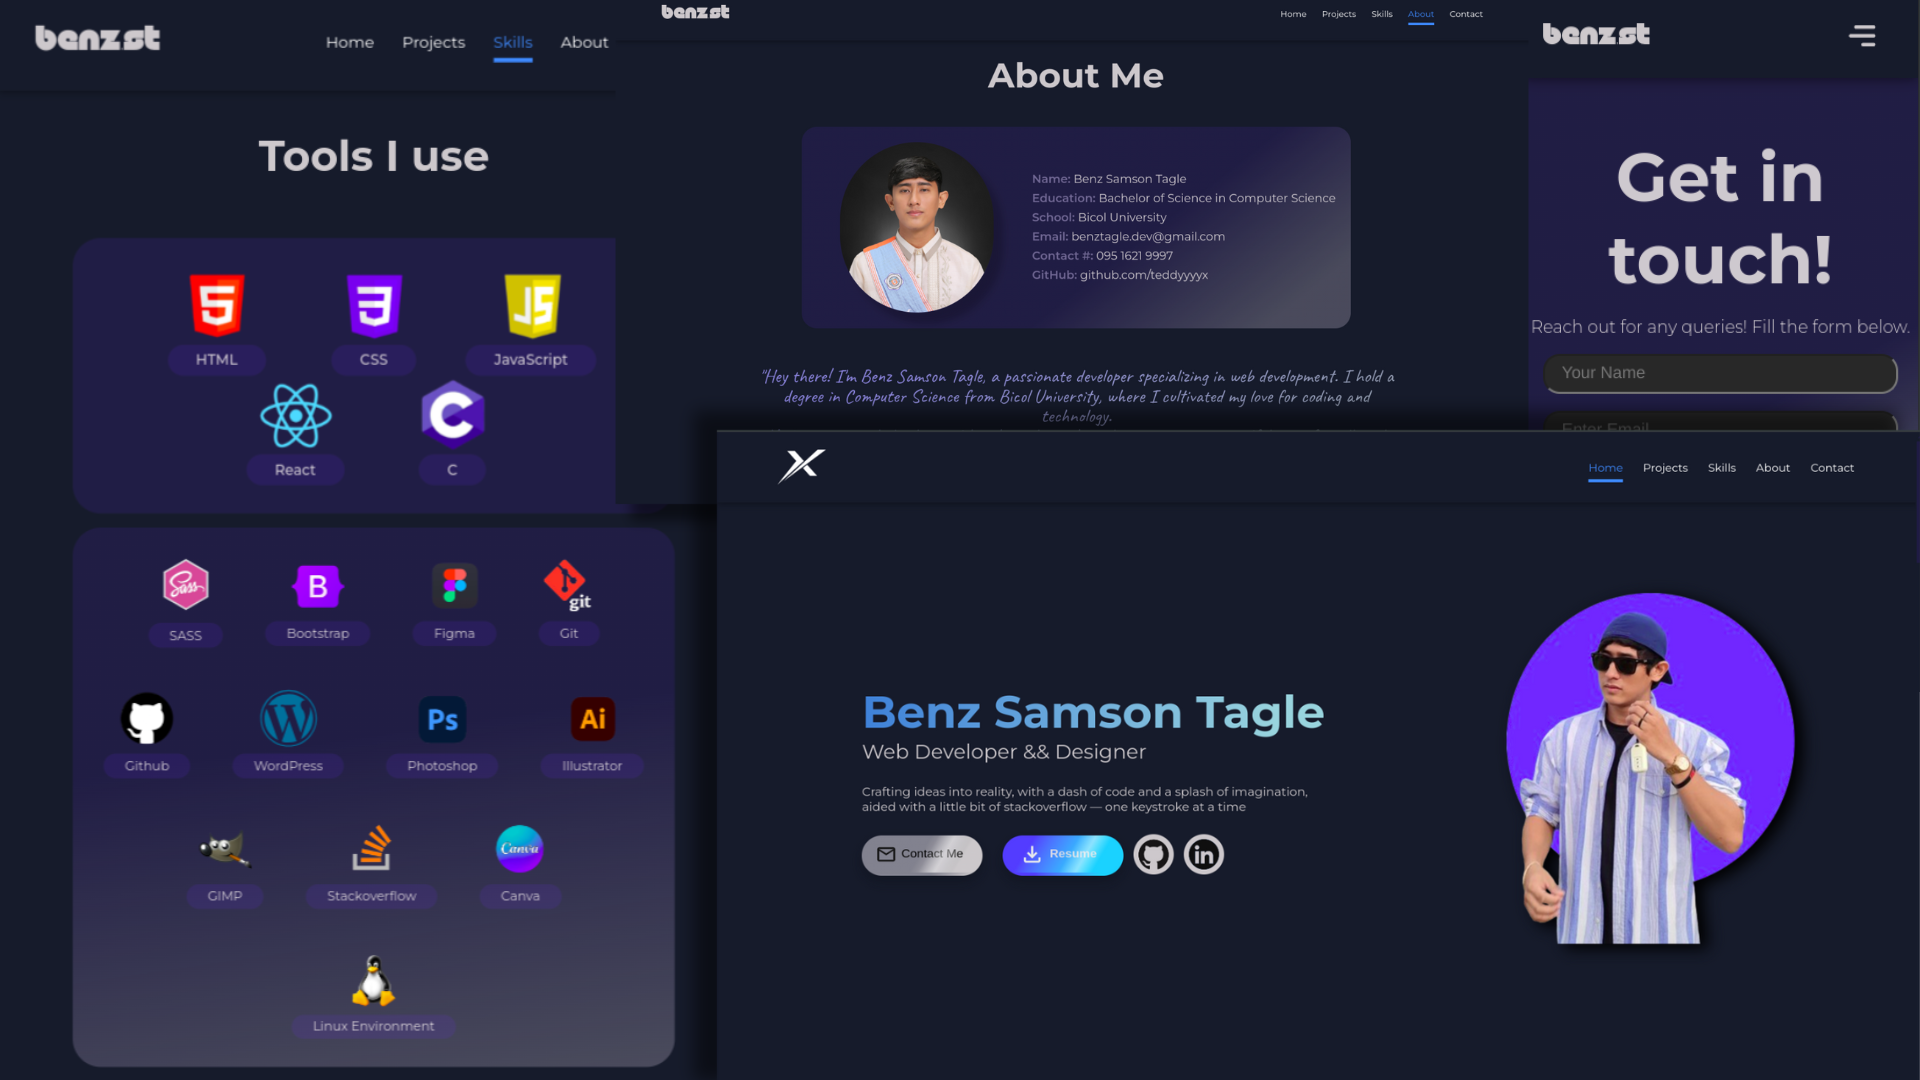 benzst
Home Projects Skills About
Tools I use
HTML CSS JavaScript
React C
Sass
B
git
SASS Bootstrap Figma Git
Ps Ai
Github WordPress Photoshop Illustrator
Canva
GIMP Stackoverflow Canva
Linux Environment
benzst
Home Projects Skills About Contact
About Me
Name: Benz Samson Tagle
Education: Bachelor of Science in Computer Science
School: Bicol University
Email: benztagle.dev@gmail.com
Contact #: 095 1621 9997
GitHub: github.com/teddyyyyx
"Hey there! I'm Benz Samson Tagle, a passionate developer specializing in web development. I hold a
degree in Computer Science from Bicol University, where I cultivated my love for coding and
technology.
benzst
Get in
touch!
Reach out for any queries! Fill the form below.
Your Name
Enter Email
Home Projects Skills About Contact
Benz Samson Tagle
Web Developer && Designer
Crafting ideas into reality, with a dash of code and a splash of imagination,
aided with a little bit of stackoverflow — one keystroke at a time
Contact Me Resume in